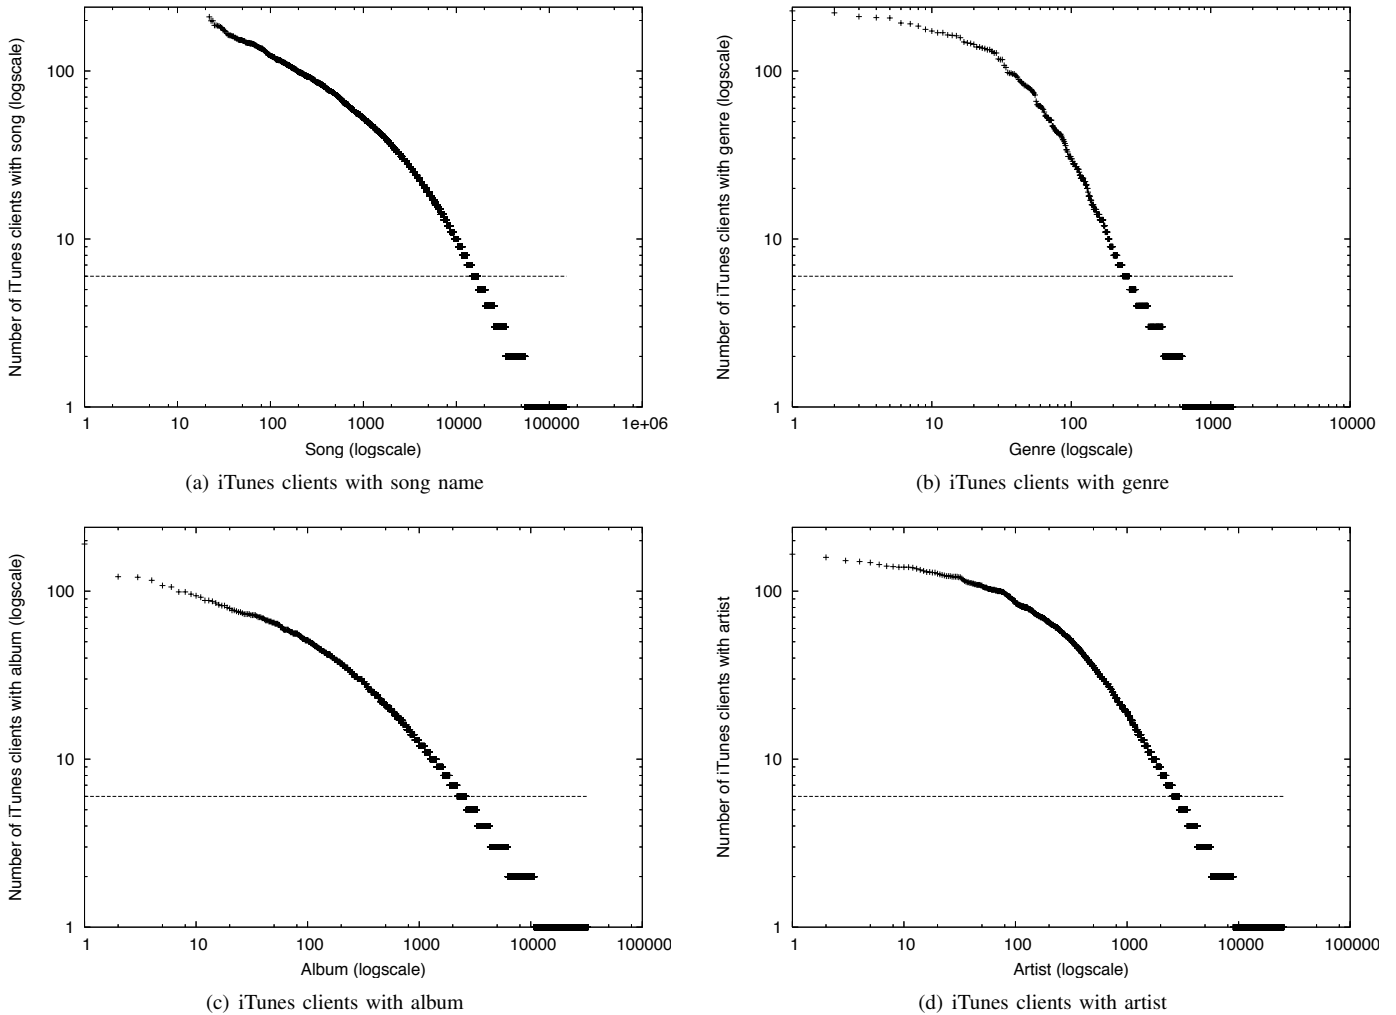 Number of iTunes clients with song (logscale)
100
10
1
1 10 100 1000 10000 100000 1e+06
Song (logscale)
(a) iTunes clients with song name
Number of iTunes clients with genre (logscale)
100
10
1
1 10 100 1000 10000
Genre (logscale)
(b) iTunes clients with genre
Number of iTunes clients with album (logscale)
100
10
1
1 10 100 1000 10000 100000
Album (logscale)
(c) iTunes clients with album
Number of iTunes clients with artist
100
10
1
1 10 100 1000 10000 100000
Artist (logscale)
(d) iTunes clients with artist